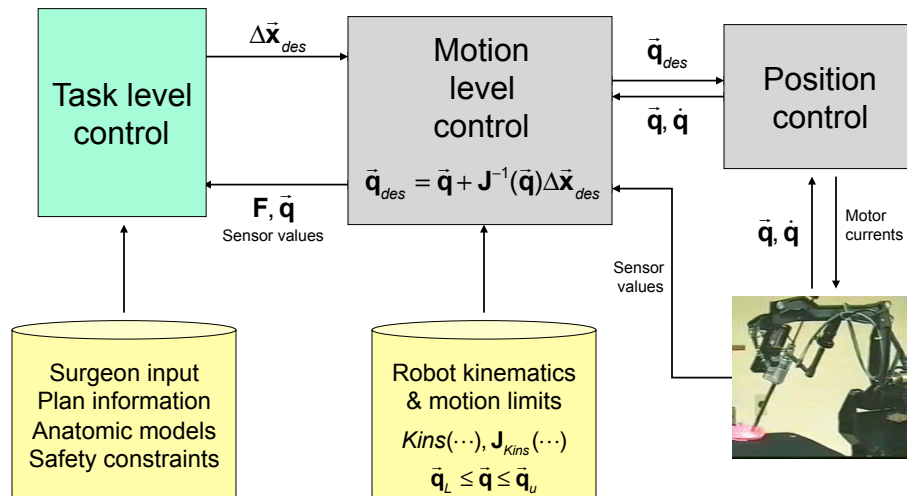 Δx⃗ des
Task level
control
F, q⃗
Sensor values
Motion
level
control
q⃗ des = q⃗ + J⁻¹(q⃗)Δx⃗ des
q⃗ des
q⃗, q̇
Position
control
q⃗, q̇
Motor
currents
Sensor
values
Surgeon input
Plan information
Anatomic models
Safety constraints
Robot kinematics
& motion limits
Kins(⋯), J Kins (⋯)
q⃗ L ≤ q⃗ ≤ q⃗ u